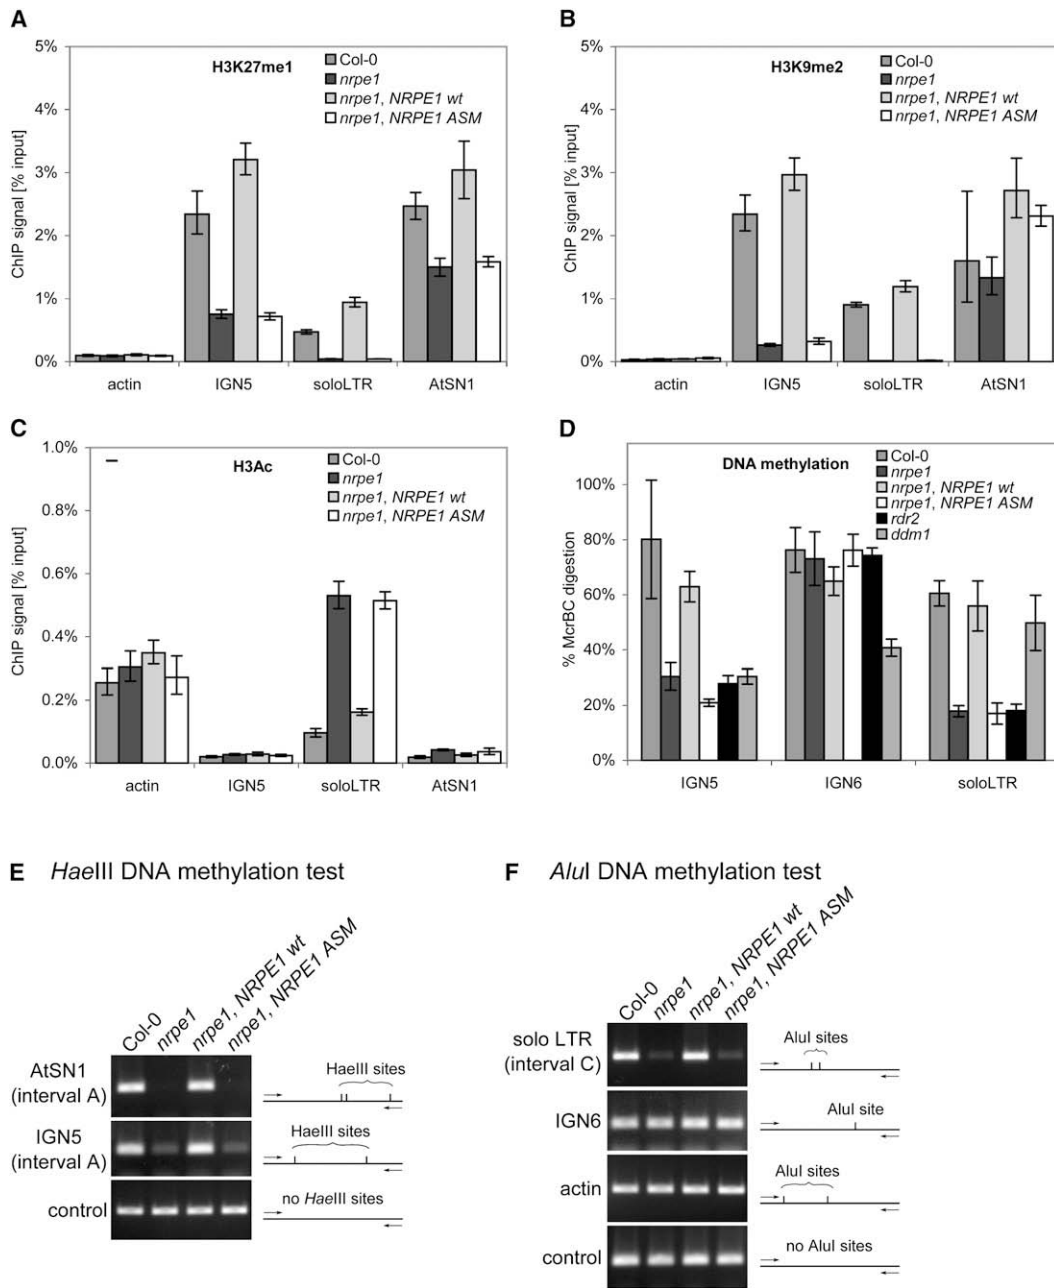 A
H3K27me1
Col-0
nrpe1
nrpe1, NRPE1 wt
nrpe1, NRPE1 ASM
ChIP signal [% input]
5%
4%
3%
2%
1%
0%
actin IGN5 soloLTR AtSN1
B
H3K9me2
Col-0
nrpe1
nrpe1, NRPE1 wt
nrpe1, NRPE1 ASM
ChIP signal [% input]
5%
4%
3%
2%
1%
0%
actin IGN5 soloLTR AtSN1
C
H3Ac
Col-0
nrpe1
nrpe1, NRPE1 wt
nrpe1, NRPE1 ASM
ChIP signal [% input]
1.0%
0.8%
0.6%
0.4%
0.2%
0.0%
actin IGN5 soloLTR AtSN1
D
DNA methylation
Col-0
nrpe1
nrpe1, NRPE1 wt
nrpe1, NRPE1 ASM
rdr2
ddm1
% McrBC digestion
100%
80%
60%
40%
20%
0%
IGN5 IGN6 soloLTR
E HaeIII DNA methylation test
Col-0
nrpe1
nrpe1, NRPE1 wt
nrpe1, NRPE1 ASM
AtSN1
(interval A)
HaeIII sites
IGN5
(interval A)
HaeIII sites
control
no HaeIII sites
F AluI DNA methylation test
Col-0
nrpe1
nrpe1, NRPE1 wt
nrpe1, NRPE1 ASM
solo LTR
(interval C)
AluI sites
IGN6
AluI site
actin
AluI sites
control
no AluI sites